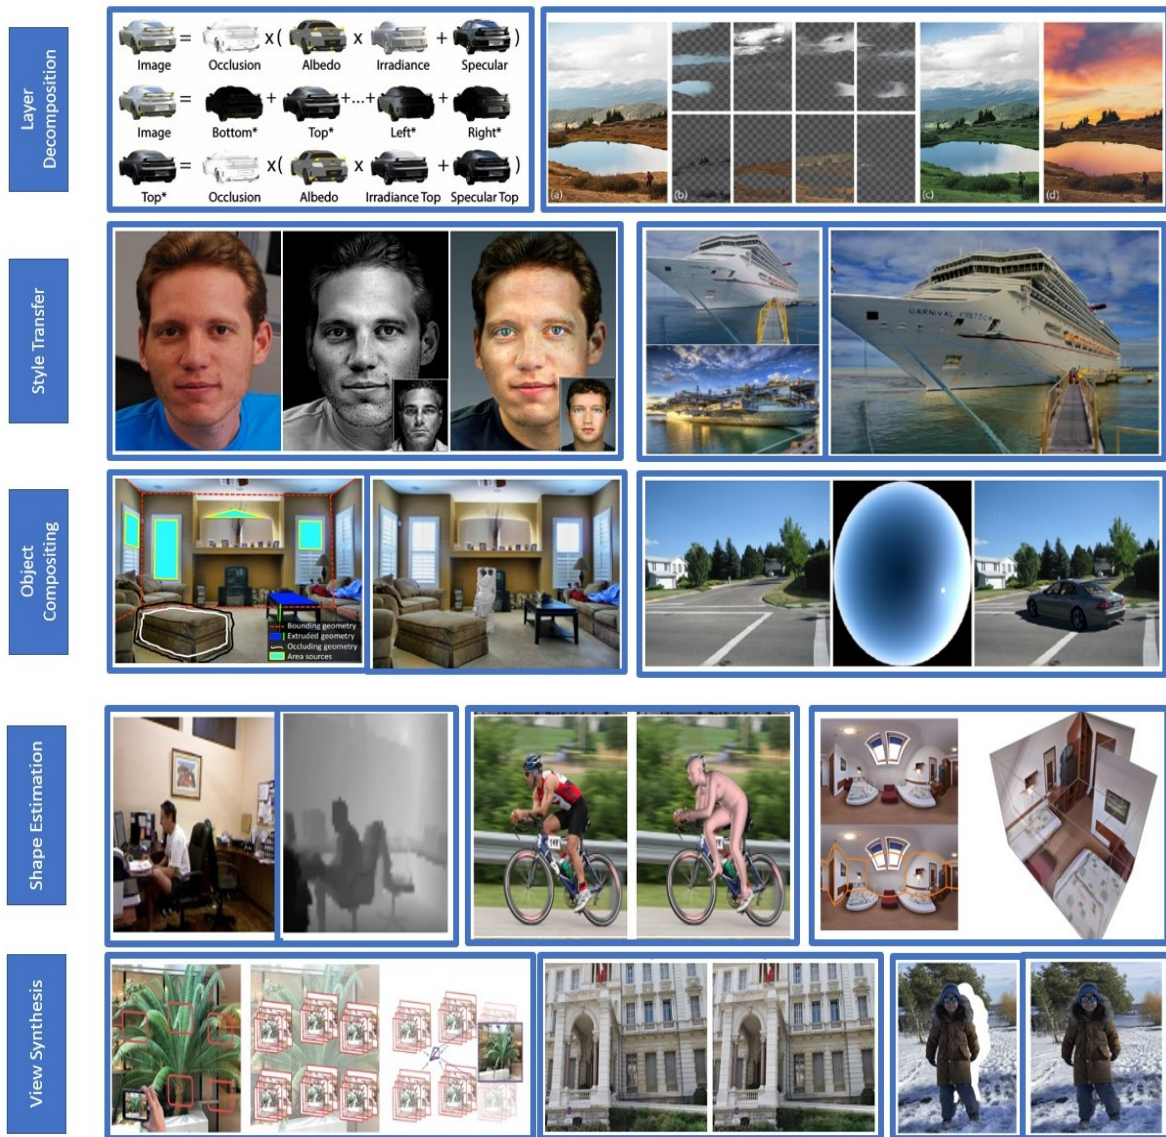 Layer
Decomposition
Image = Occlusion x( Albedo x Irradiance + Specular )
Image = Bottom* + Top* +...+ Left* + Right*
Top* = Occlusion x( Albedo x Irradiance Top + Specular Top )
(a) (b) (c) (d)
Style Transfer
CARNIVAL
Object
Compositing
Bounding geometry
Extruded geometry
Occluding geometry
Area sources
Shape Estimation
View Synthesis